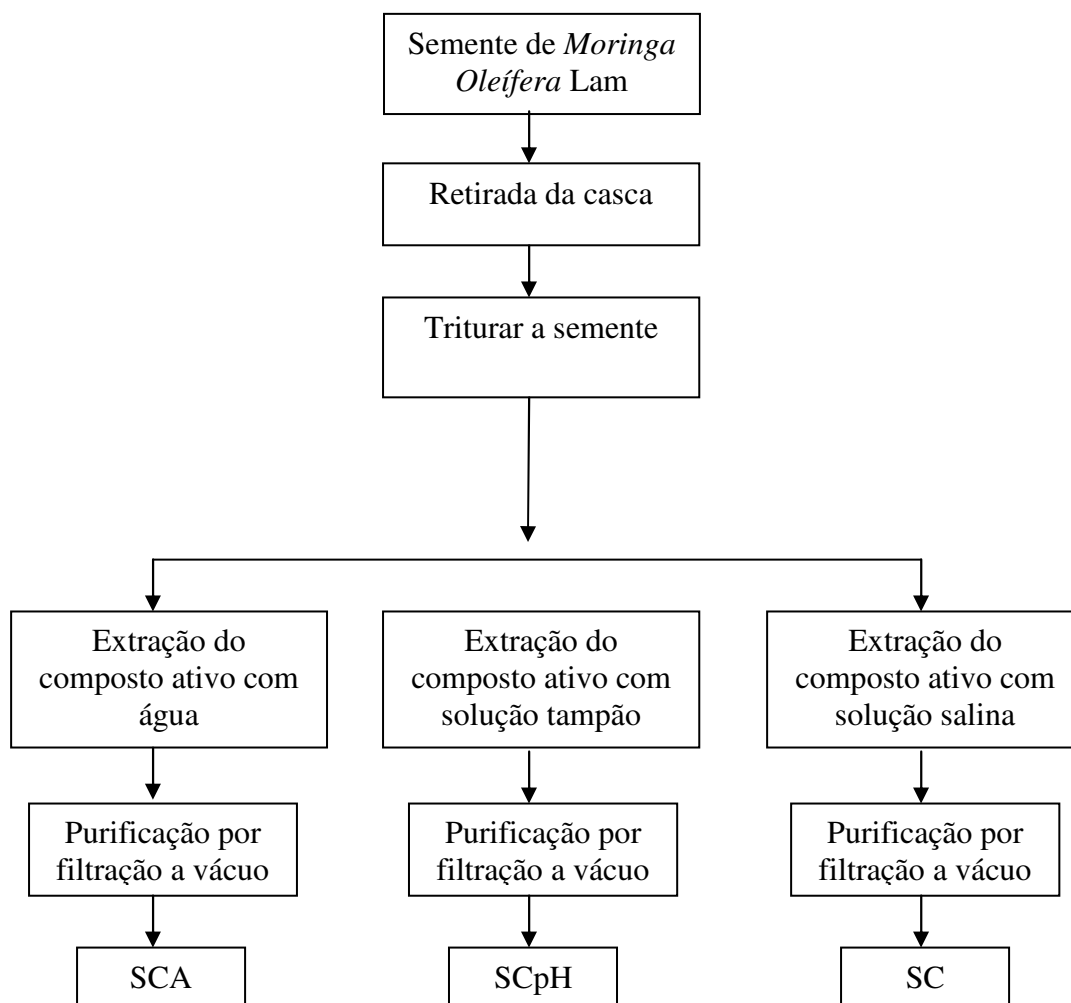 Semente de Moringa
Oleífera Lam
Retirada da casca
Triturar a semente
Extração do
composto ativo com
água
Extração do
composto ativo com
solução tampão
Extração do
composto ativo com
solução salina
Purificação por
filtração a vácuo
Purificação por
filtração a vácuo
Purificação por
filtração a vácuo
SCA
SCpH
SC